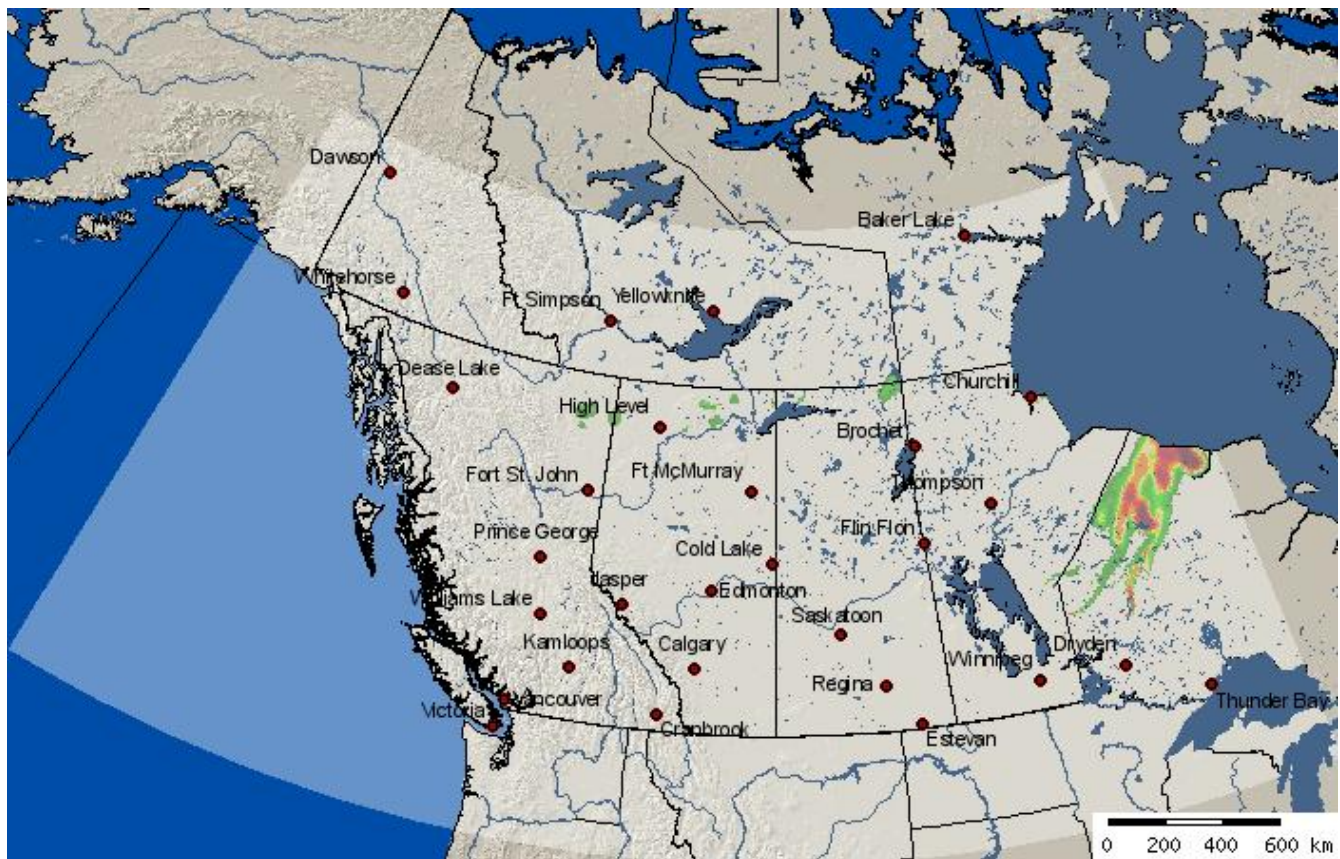 Dawson
Baker Lake
Whitehorse
Ft Simpson
Yellowknife
Dease Lake
Churchill
High Level
Brochet
Fort St. John
Ft McMurray
Thompson
Prince George
Flin Flon
Cold Lake
Jasper
Edmonton
Williams Lake
Saskatoon
Kamloops
Calgary
Winnipeg
Dryden
Regina
Vancouver
Thunder Bay
Victoria
Cranbrook
Estevan
0 200 400 600 km